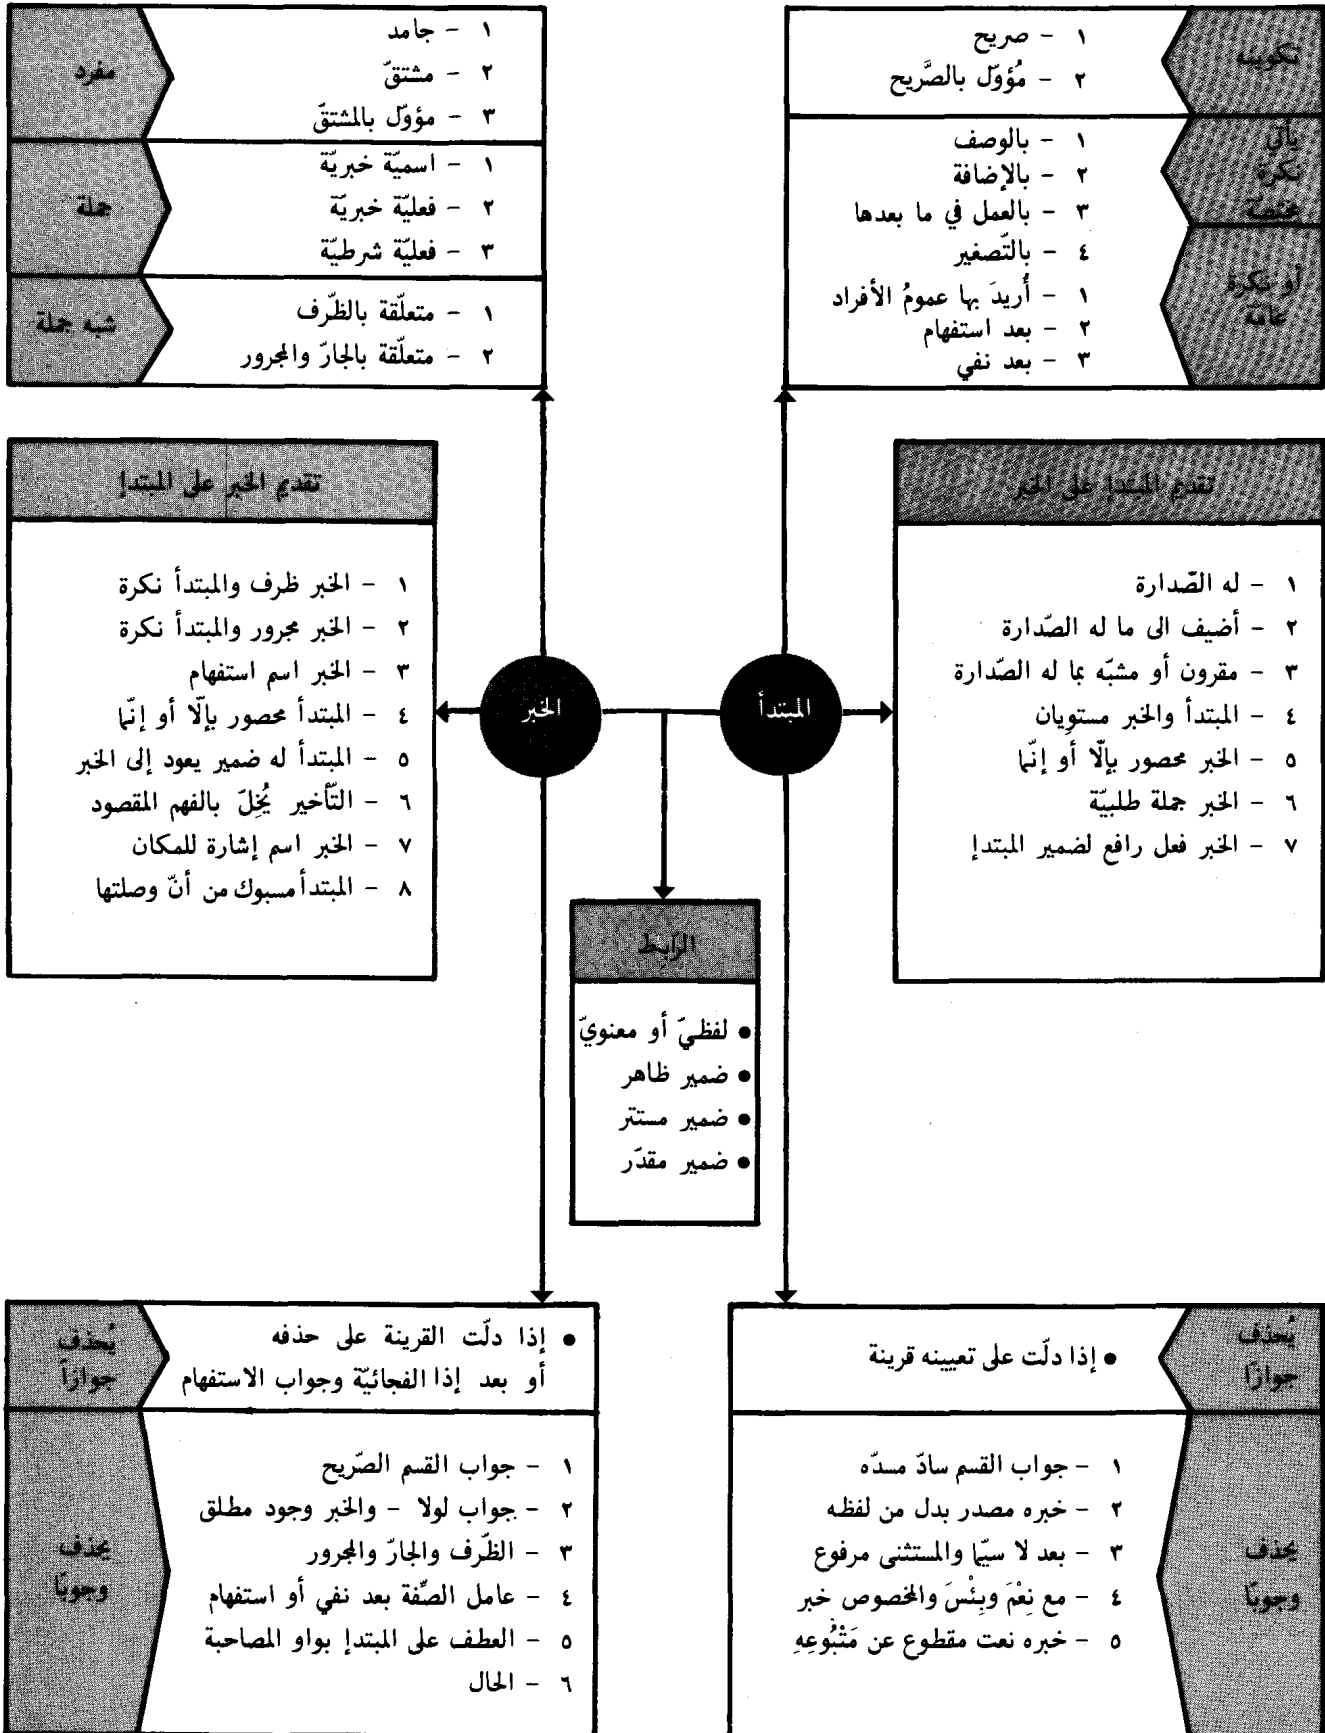 تكوينه
١ - صريح
٢ - مُؤوّل بالصَّريح
يأتي
نكرة
مختصّة
١ - بالوصف
٢ - بالإضافة
٣ - بالعمل في ما بعدها
٤ - بالتّصغير
أو نكرة
عامّة
١ - أُريدَ بها عمومُ الأفراد
٢ - بعد استفهام
٣ - بعد نفي
مفرد
١ - جامد
٢ - مشتقّ
٣ - مؤوّل بالمشتقّ
جملة
١ - اسميّة خبريّة
٢ - فعليّة خبريّة
٣ - فعليّة شرطيّة
شبه جملة
١ - متعلّقة بالظّرف
٢ - متعلّقة بالجارّ والمجرور
تقديم المبتدإ على الخبر
١ - له الصّدارة
٢ - أضيف الى ما له الصّدارة
٣ - مقرون أو مشبّه بما له الصّدارة
٤ - المبتدأ والخبر مستويان
٥ - الخبر محصور بإلّا أو إنّما
٦ - الخبر جملة طلبيّة
٧ - الخبر فعل رافع لضمير المبتدإ
المبتدأ
الخبر
تقديم الخبر على المبتدإ
١ - الخبر ظرف والمبتدأ نكرة
٢ - الخبر مجرور والمبتدأ نكرة
٣ - الخبر اسم استفهام
٤ - المبتدأ محصور بإلّا أو إنّما
٥ - المبتدأ له ضمير يعود إلى الخبر
٦ - التّأخير يُخِلّ بالفهم المقصود
٧ - الخبر اسم إشارة للمكان
٨ - المبتدأ مسبوك من أنّ وصلتها
الرّابط
• لفظيّ أو معنويّ
• ضمير ظاهر
• ضمير مستتر
• ضمير مقدّر
يُحذف
جوازًا
• إذا دلّت على تعيينه قرينة
يحذف
وجوبًا
١ - جواب القسم سادّ مسدّه
٢ - خبره مصدر بدل من لفظه
٣ - بعد لا سيّما والمستثنى مرفوع
٤ - مع نِعْمَ وبِئْسَ والمخصوص خبر
٥ - خبره نعت مقطوع عن مَتْبُوعِهِ
يُحذف
جوازًا
• إذا دلّت القرينة على حذفه
أو بعد إذا الفجائيّة وجواب الاستفهام
يحذف
وجوبًا
١ - جواب القسم الصّريح
٢ - جواب لولا - والخبر وجود مطلق
٣ - الظّرف والجارّ والمجرور
٤ - عامل الصّفة بعد نفي أو استفهام
٥ - العطف على المبتدإ بواو المصاحبة
٦ - الحال